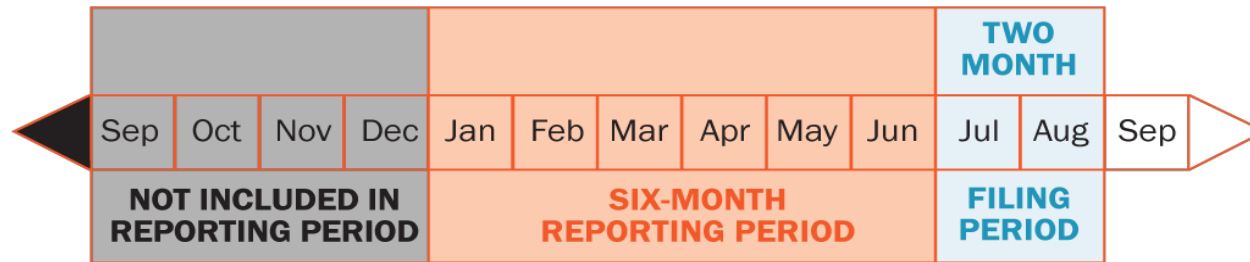 TWO
MONTH
Sep Oct Nov Dec Jan Feb Mar Apr May Jun Jul Aug Sep
NOT INCLUDED IN
REPORTING PERIOD
SIX-MONTH
REPORTING PERIOD
FILING
PERIOD